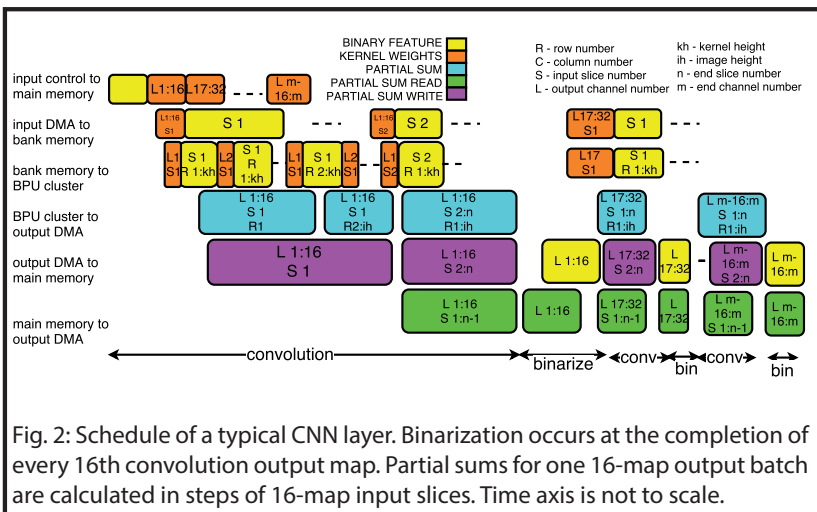 BINARY FEATURE
KERNEL WEIGHTS
PARTIAL SUM
PARTIAL SUM READ
PARTIAL SUM WRITE
R - row number
C - column number
S - input slice number
L - output channel number
kh - kernel height
ih - image height
n - end slice number
m - end channel number
input control to
main memory
L1:16
L17:32
L m-
16:m
input DMA to
bank memory
L1:16
S1
S 1
L1:16
S2
S 2
L17:32
S1
S 1
bank memory to
BPU cluster
L1
S1
S 1
R
R 1:kh
L2
S1
S 1
R
1:kh
L1
S1
S 1
R 2:kh
L2
S1
L1
S2
S 2
R 1:kh
L17
S1
S 1
R 1:kh
BPU cluster to
output DMA
L 1:16
S 1
R1
L 1:16
S 1
R2:ih
L 1:16
S 2:n
R1:ih
L 17:32
S 1:n
R1:ih
L m-16:m
S 1:n
R1:ih
output DMA to
main memory
L 1:16
S 1
L 1:16
S 2:n
L 1:16
L 17:32
S 2:n
L
17:32
L m-
16:m
S 2:n
L m-
16:m
main memory to
output DMA
L 1:16
S 1:n-1
L 1:16
L 17:32
S 1:n-1
L
17:32
L m-
16:m
S 1:n-1
L m-
16:m
convolution
binarize
conv
bin
conv
bin
Fig. 2: Schedule of a typical CNN layer. Binarization occurs at the completion of
every 16th convolution output map. Partial sums for one 16-map output batch
are calculated in steps of 16-map input slices. Time axis is not to scale.